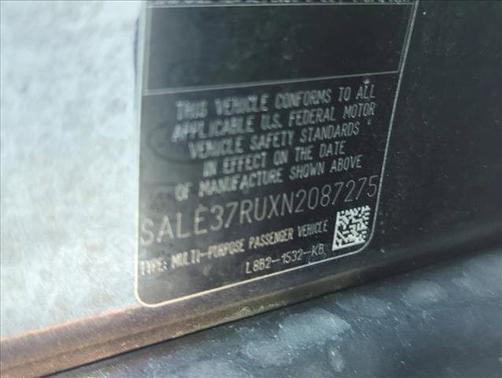 THIS VEHICLE CONFORMS TO ALL
APPLICABLE U.S. FEDERAL MOTOR
VEHICLE SAFETY STANDARDS
IN EFFECT ON THE DATE
OF MANUFACTURE SHOWN ABOVE
SALE37RUXN2087275
TYPE: MULTI-PURPOSE PASSENGER VEHICLE
L8B2-1532-KB